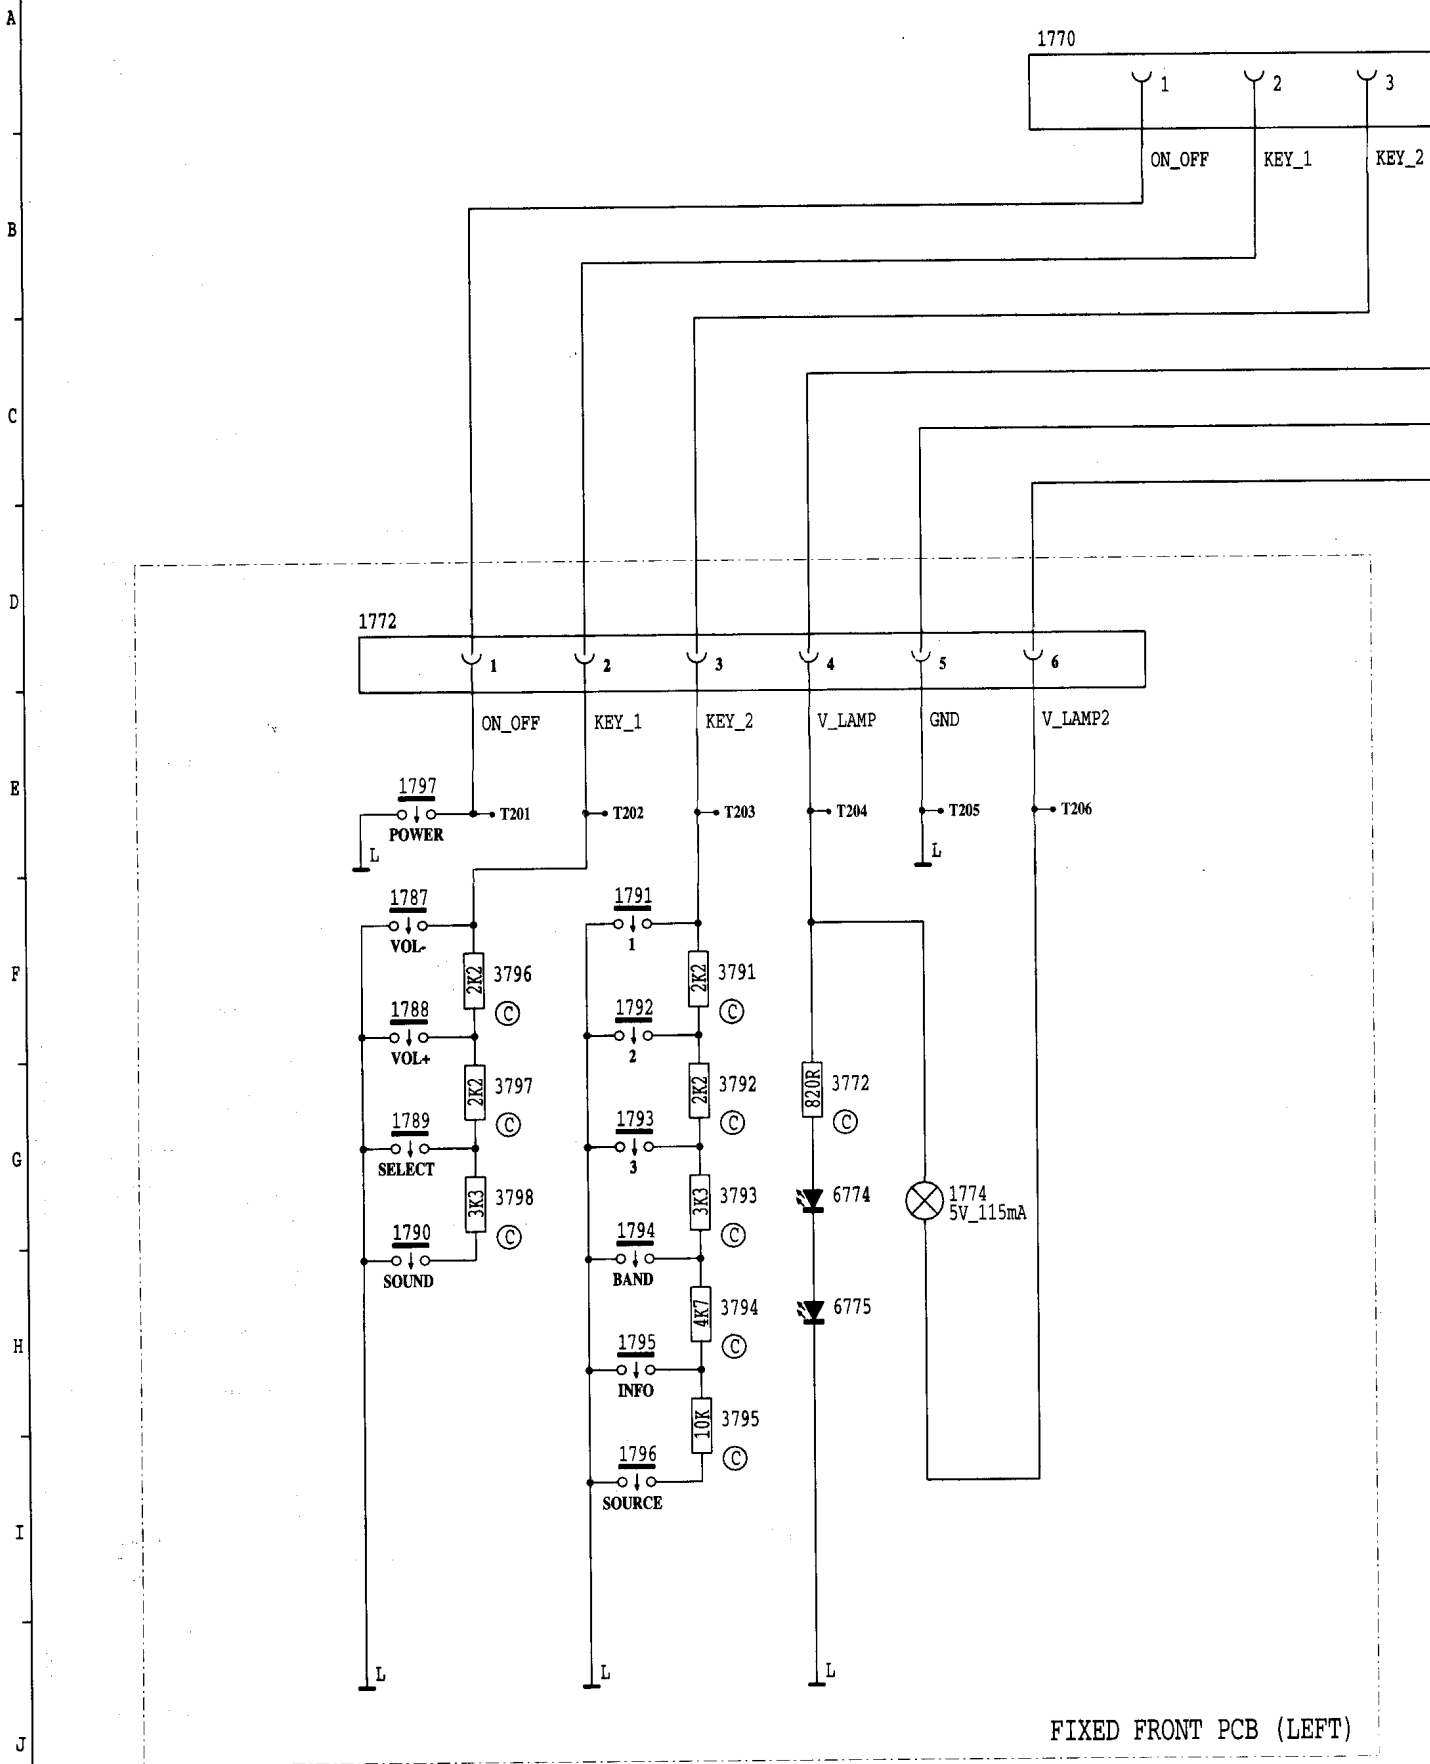 A
1770
1 2 3
ON_OFF KEY_1 KEY_2
B
C
D
1772
1 2 3 4 5 6
ON_OFF KEY_1 KEY_2 V_LAMP GND V_LAMP2
E
1797
T201 T202 T203 T204 T205 T206
POWER
L L
1787 1791
VOL- 1
F
2K2 3796 2K2 3791
C C
1788 1792
VOL+ 2
2K2 3797 2K2 3792 820R 3772
C C C
1789 1793
G
SELECT 3
3K3 3798 3K3 3793 6774 1774
5V_115mA
C C
1790 1794
SOUND BAND
4K7 3794 6775
H
C
1795
INFO
10K 3795
C
1796
SOURCE
I
L L L
FIXED FRONT PCB (LEFT)
J